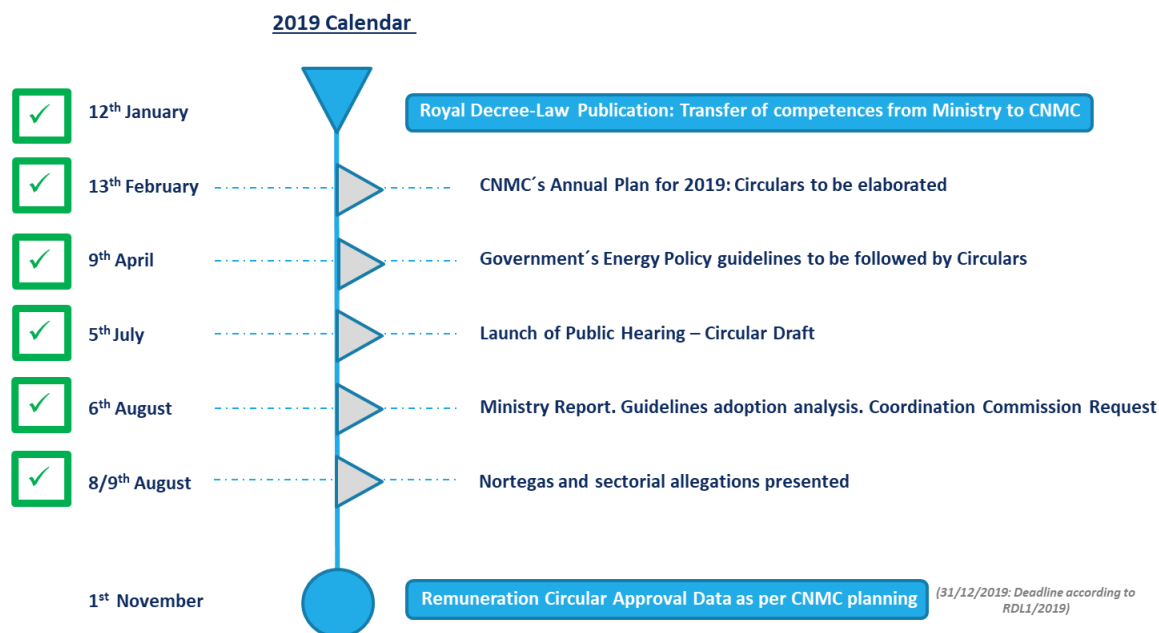 2019 Calendar
12th January
Royal Decree-Law Publication: Transfer of competences from Ministry to CNMC
13th February
CNMC´s Annual Plan for 2019: Circulars to be elaborated
9th April
Government´s Energy Policy guidelines to be followed by Circulars
5th July
Launch of Public Hearing – Circular Draft
6th August
Ministry Report. Guidelines adoption analysis. Coordination Commission Request
8/9th August
Nortegas and sectorial allegations presented
1st November
Remuneration Circular Approval Data as per CNMC planning
(31/12/2019: Deadline according to
RDL1/2019)